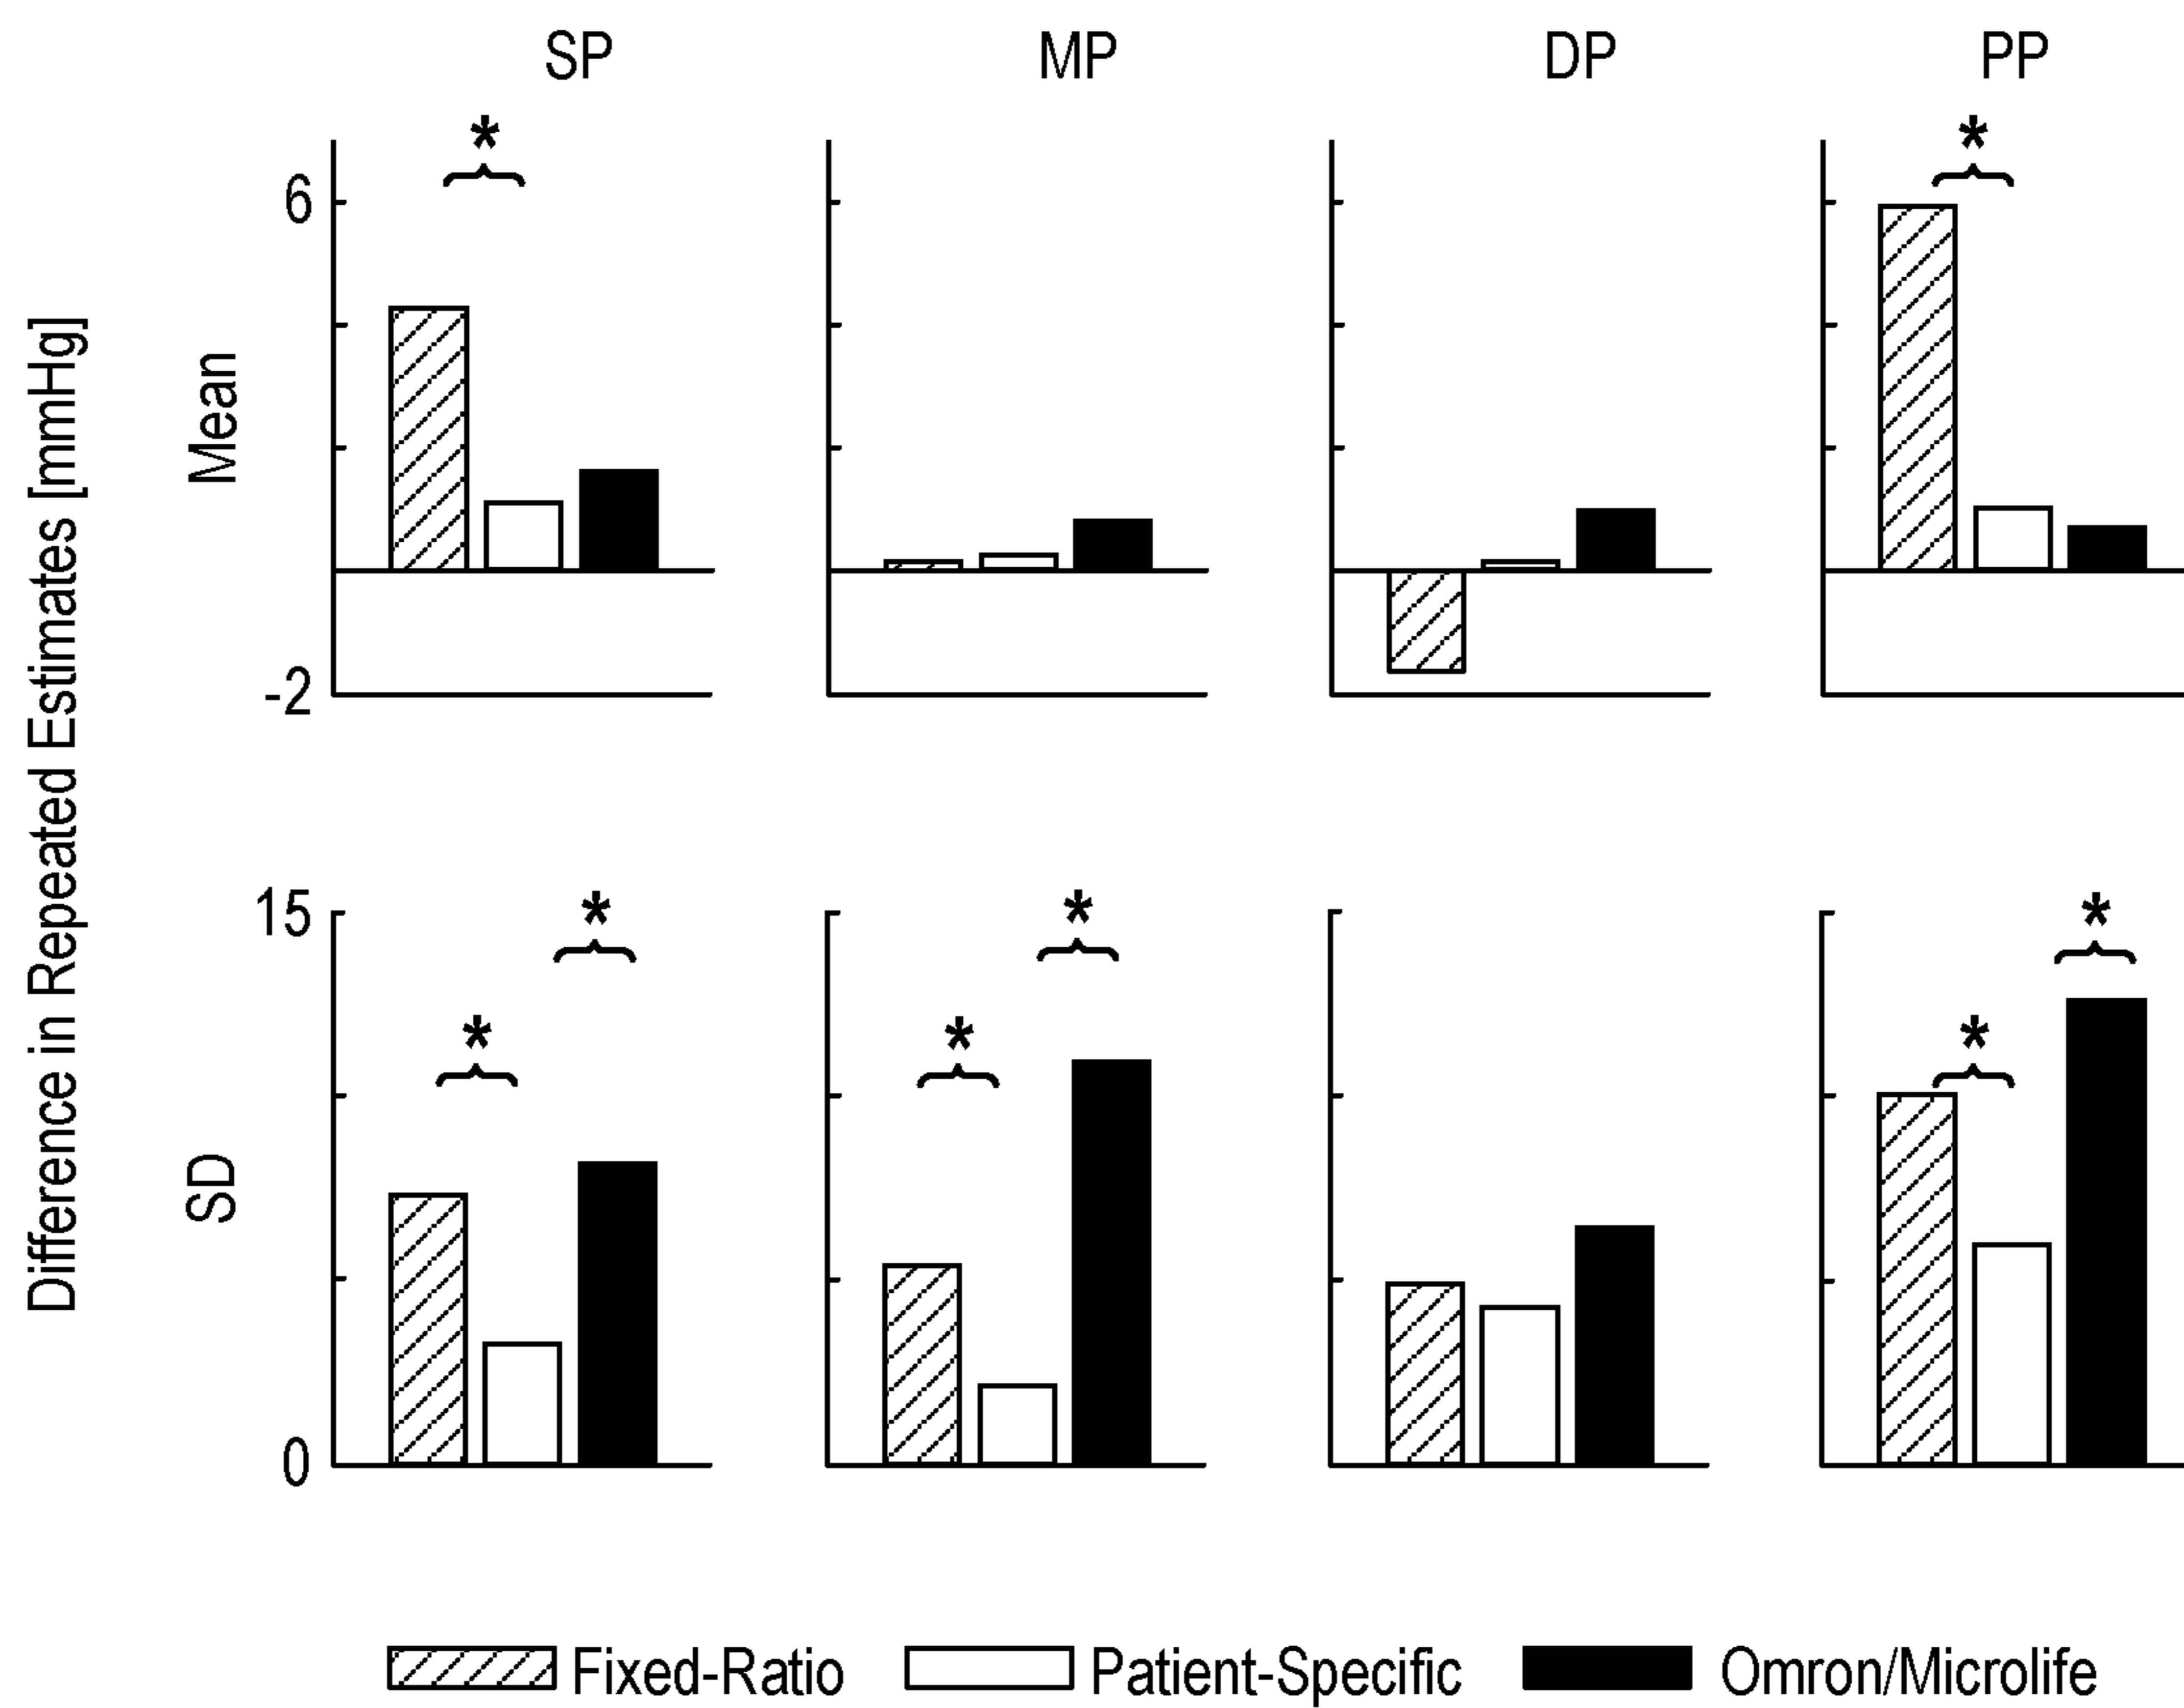 SP MP DP PP
* *
6
Mean
-2
Difference in Repeated Estimates [mmHg]
15 * * *
* * *
SD
0
Fixed-Ratio Patient-Specific Omron/Microlife